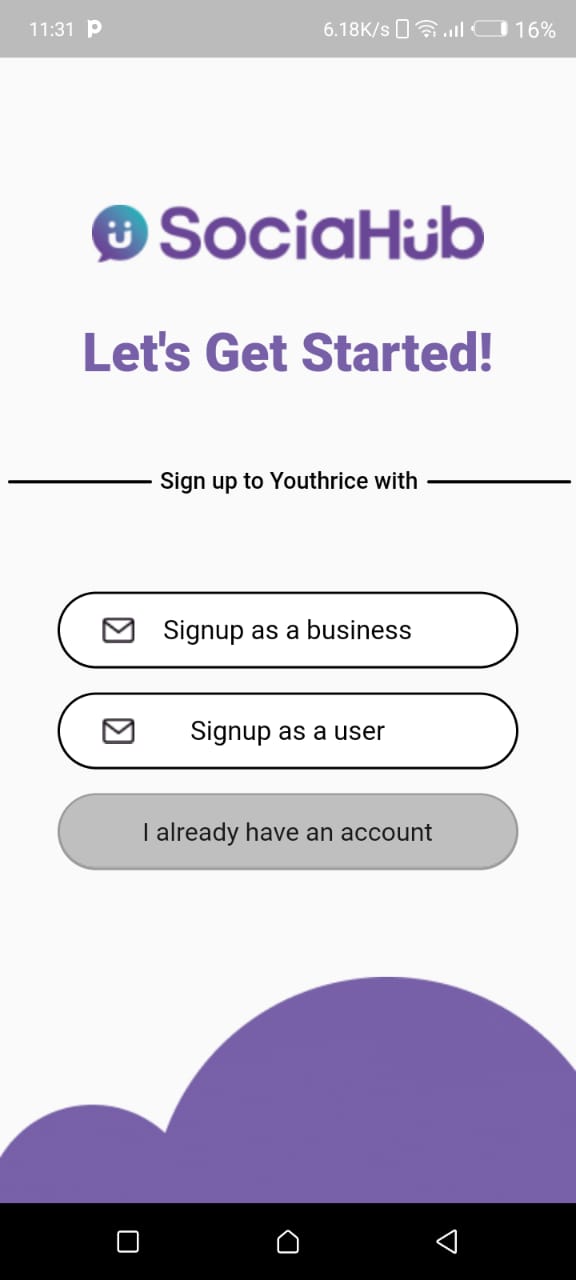 11:31 6.18K/s 16%
SociaHub
Let's Get Started!
Sign up to Youthrice with
Signup as a business
Signup as a user
I already have an account